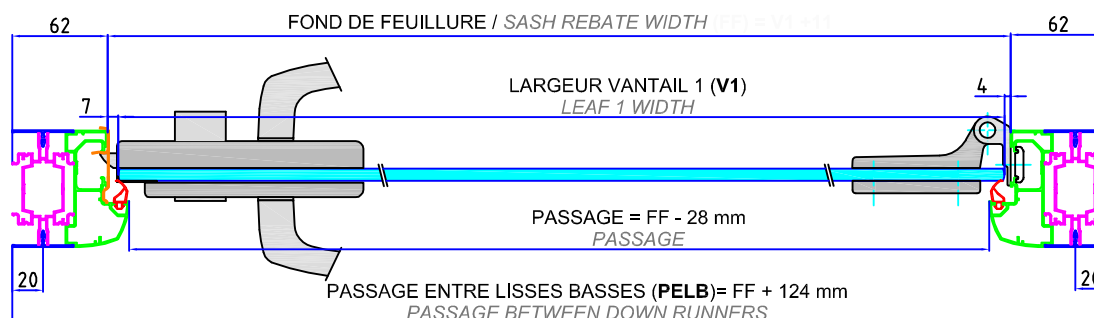 FOND DE FEUILLURE / SASH REBATE WIDTH (FF) = V1 +11
62
62
LARGEUR VANTAIL 1 (V1)
LEAF 1 WIDTH
7
4
PASSAGE = FF - 28 mm
PASSAGE
20
PASSAGE ENTRE LISSES BASSES (PELB)= FF + 124 mm
PASSAGE BETWEEN DOWN RUNNERS